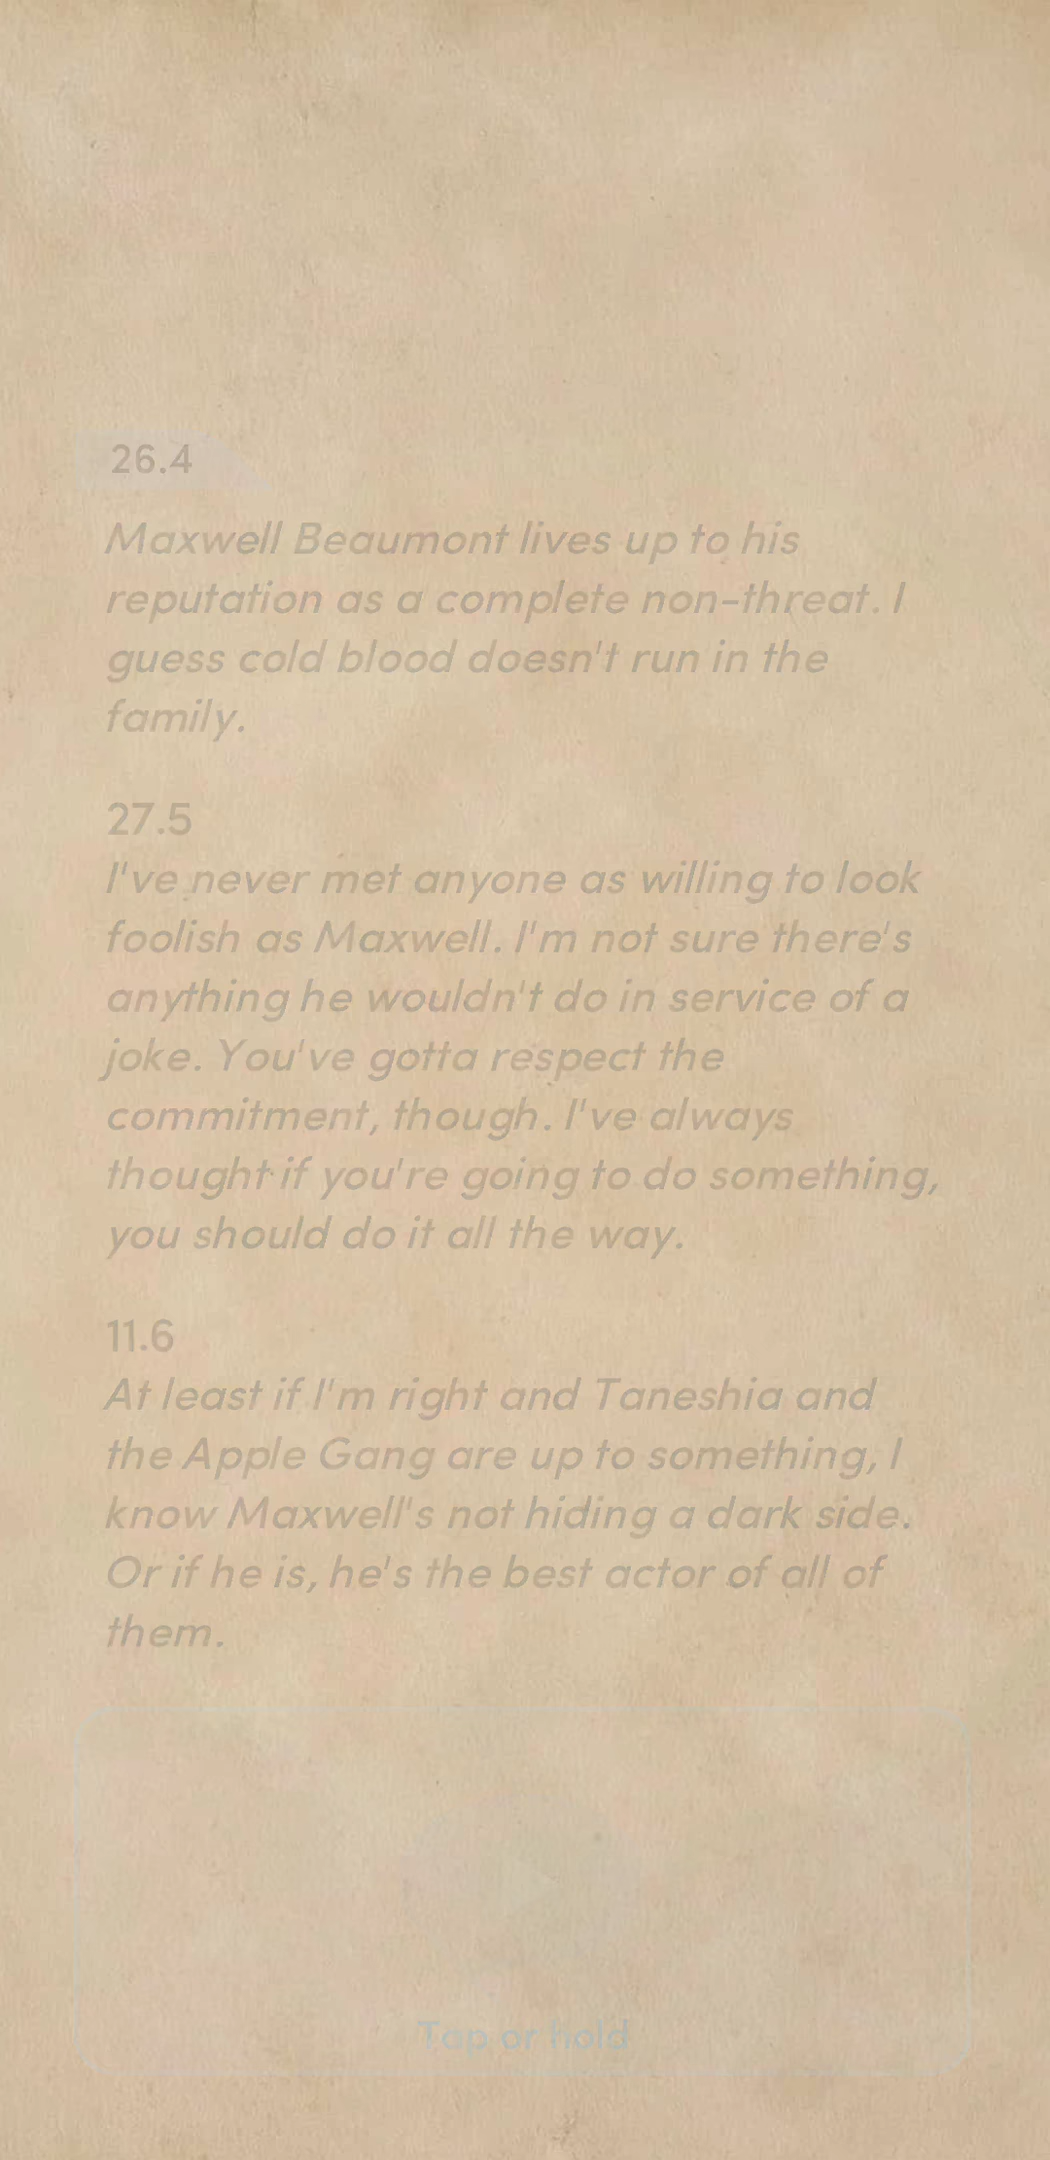 26.4
Maxwell Beaumont lives up to his
reputation as a complete non-threat. I
guess cold blood doesn't run in the
family.
27.5
I've never met anyone as willing to look
foolish as Maxwell. I'm not sure there's
anything he wouldn't do in service of a
joke. You've gotta respect the
commitment, though. I've always
thought if you're going to do something,
you should do it all the way.
11.6
At least if I'm right and Taneshia and
the Apple Gang are up to something, I
know Maxwell's not hiding a dark side.
Or if he is, he's the best actor of all of
them.
Tap or hold